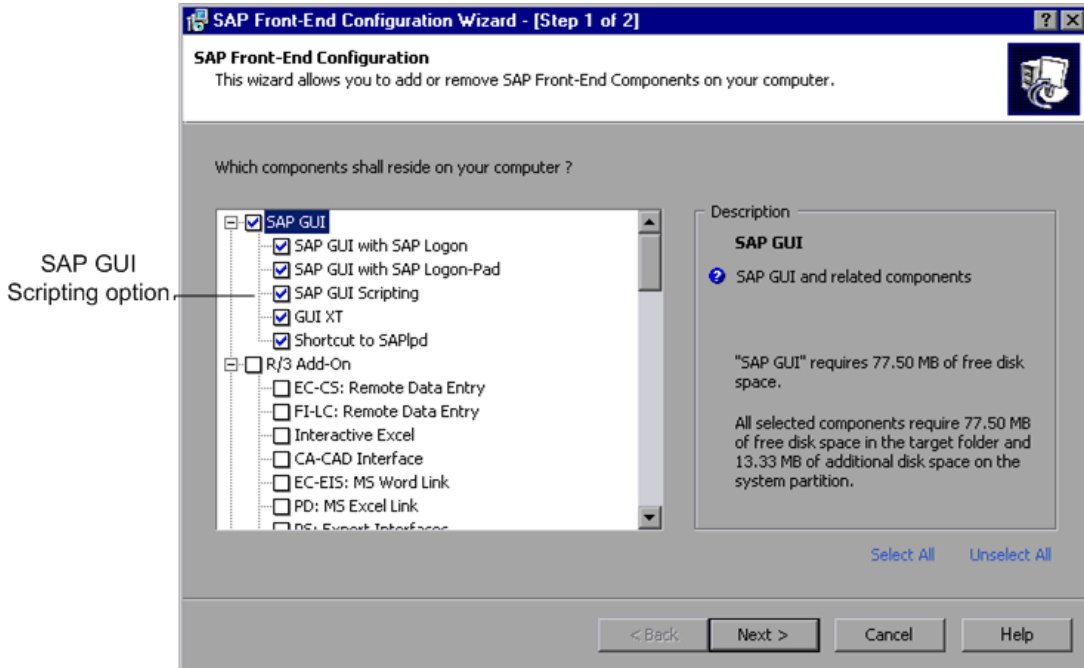 SAP Front-End Configuration Wizard - [Step 1 of 2]
SAP Front-End Configuration
This wizard allows you to add or remove SAP Front-End Components on your computer.
Which components shall reside on your computer ?
SAP GUI
SAP GUI with SAP Logon
SAP GUI with SAP Logon-Pad
SAP GUI Scripting
GUI XT
Shortcut to SAPlpd
R/3 Add-On
EC-CS: Remote Data Entry
FI-LC: Remote Data Entry
Interactive Excel
CA-CAD Interface
EC-EIS: MS Word Link
PD: MS Excel Link
PS: Export Interfaces
SAP GUI
Scripting option
Description
SAP GUI
SAP GUI and related components
"SAP GUI" requires 77.50 MB of free disk
space.
All selected components require 77.50 MB
of free disk space in the target folder and
13.33 MB of additional disk space on the
system partition.
Select All
Unselect All
< Back
Next >
Cancel
Help